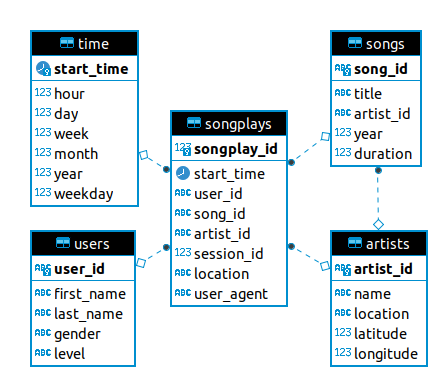 time
start_time
123 hour
123 day
123 week
123 month
123 year
123 weekday
songs
ABC song_id
ABC title
ABC artist_id
123 year
123 duration
songplays
123 songplay_id
start_time
ABC user_id
ABC song_id
ABC artist_id
123 session_id
ABC location
ABC user_agent
users
ABC user_id
ABC first_name
ABC last_name
ABC gender
ABC level
artists
ABC artist_id
ABC name
ABC location
123 latitude
123 longitude